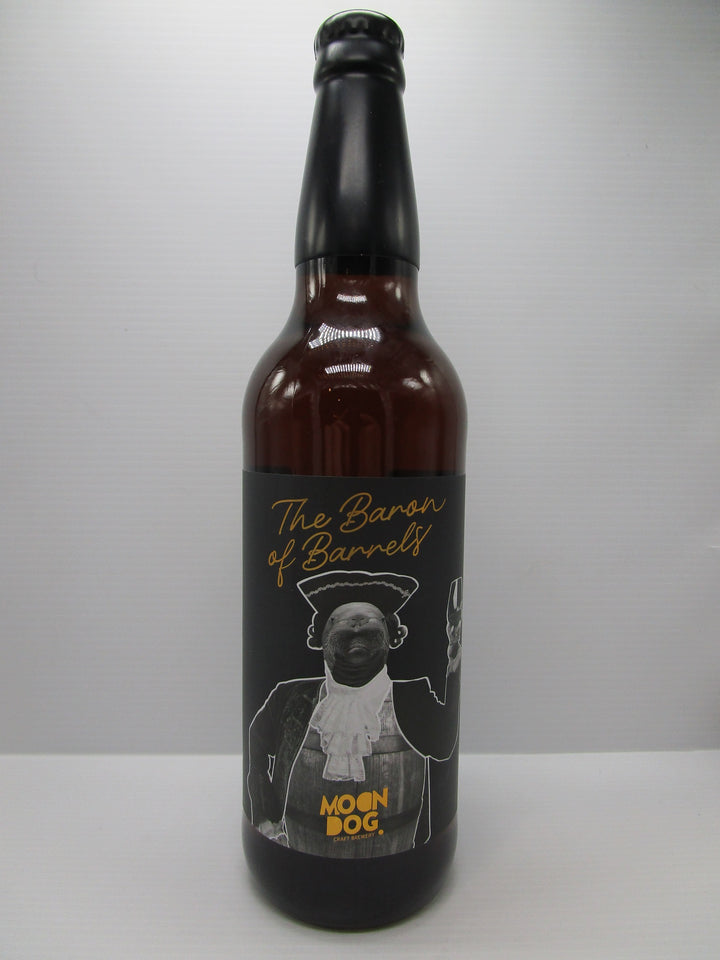 The Baron
of Barrels
MOON
DOG.
CRAFT BREWERY